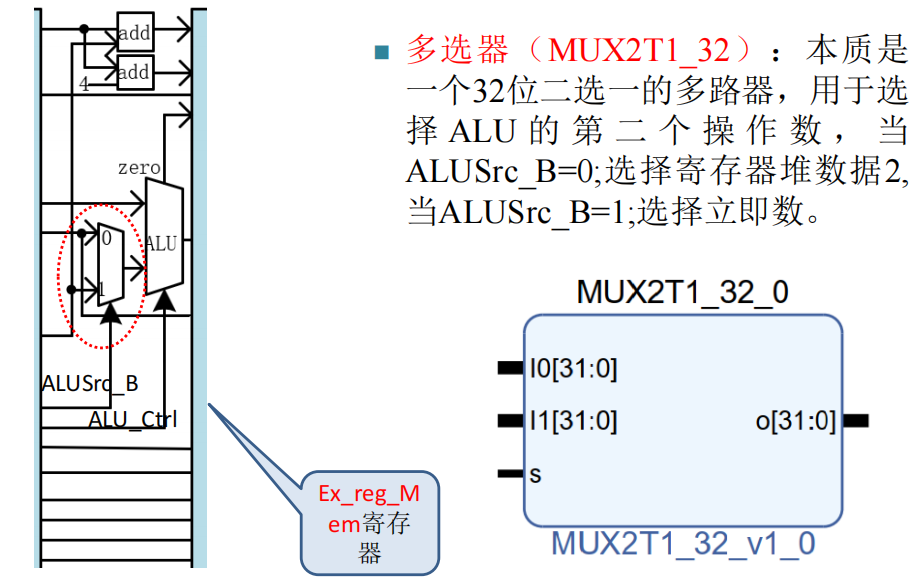 add
add
4
zero
0
ALU
1
ALUSrc_B
ALU_Ctrl
Ex_reg_M
em寄存
器
多选器(MUX2T1_32):本质是
一个32位二选一的多路器,用于选
择 ALU 的 第 二 个 操 作 数 , 当
ALUSrc_B=0;选择寄存器堆数据2,
当ALUSrc_B=1;选择立即数。
MUX2T1_32_0
I0[31:0]
I1[31:0]
o[31:0]
s
MUX2T1_32_v1_0